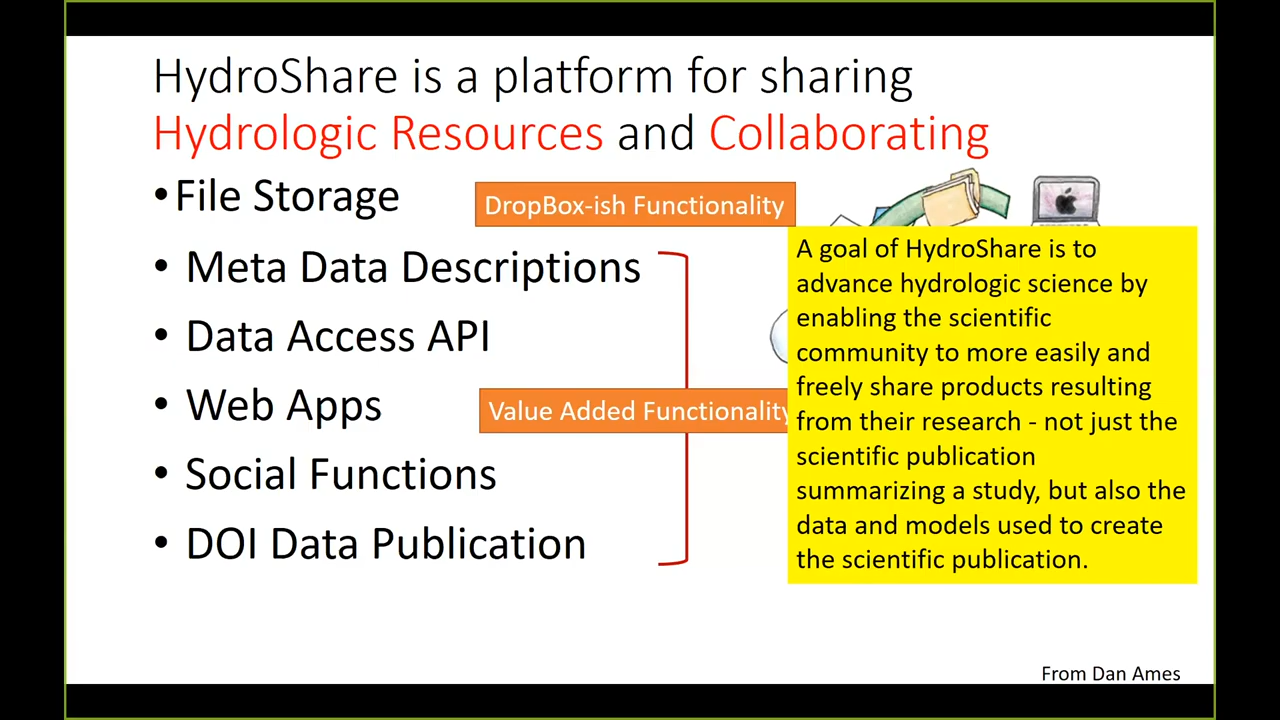 HydroShare is a platform for sharing
Hydrologic Resources and Collaborating
•File Storage
DropBox-ish Functionality
• Meta Data Descriptions
• Data Access API
• Web Apps
Value Added Functionality
• Social Functions
• DOI Data Publication
A goal of HydroShare is to
advance hydrologic science by
enabling the scientific
community to more easily and
freely share products resulting
from their research - not just the
scientific publication
summarizing a study, but also the
data and models used to create
the scientific publication.
From Dan Ames